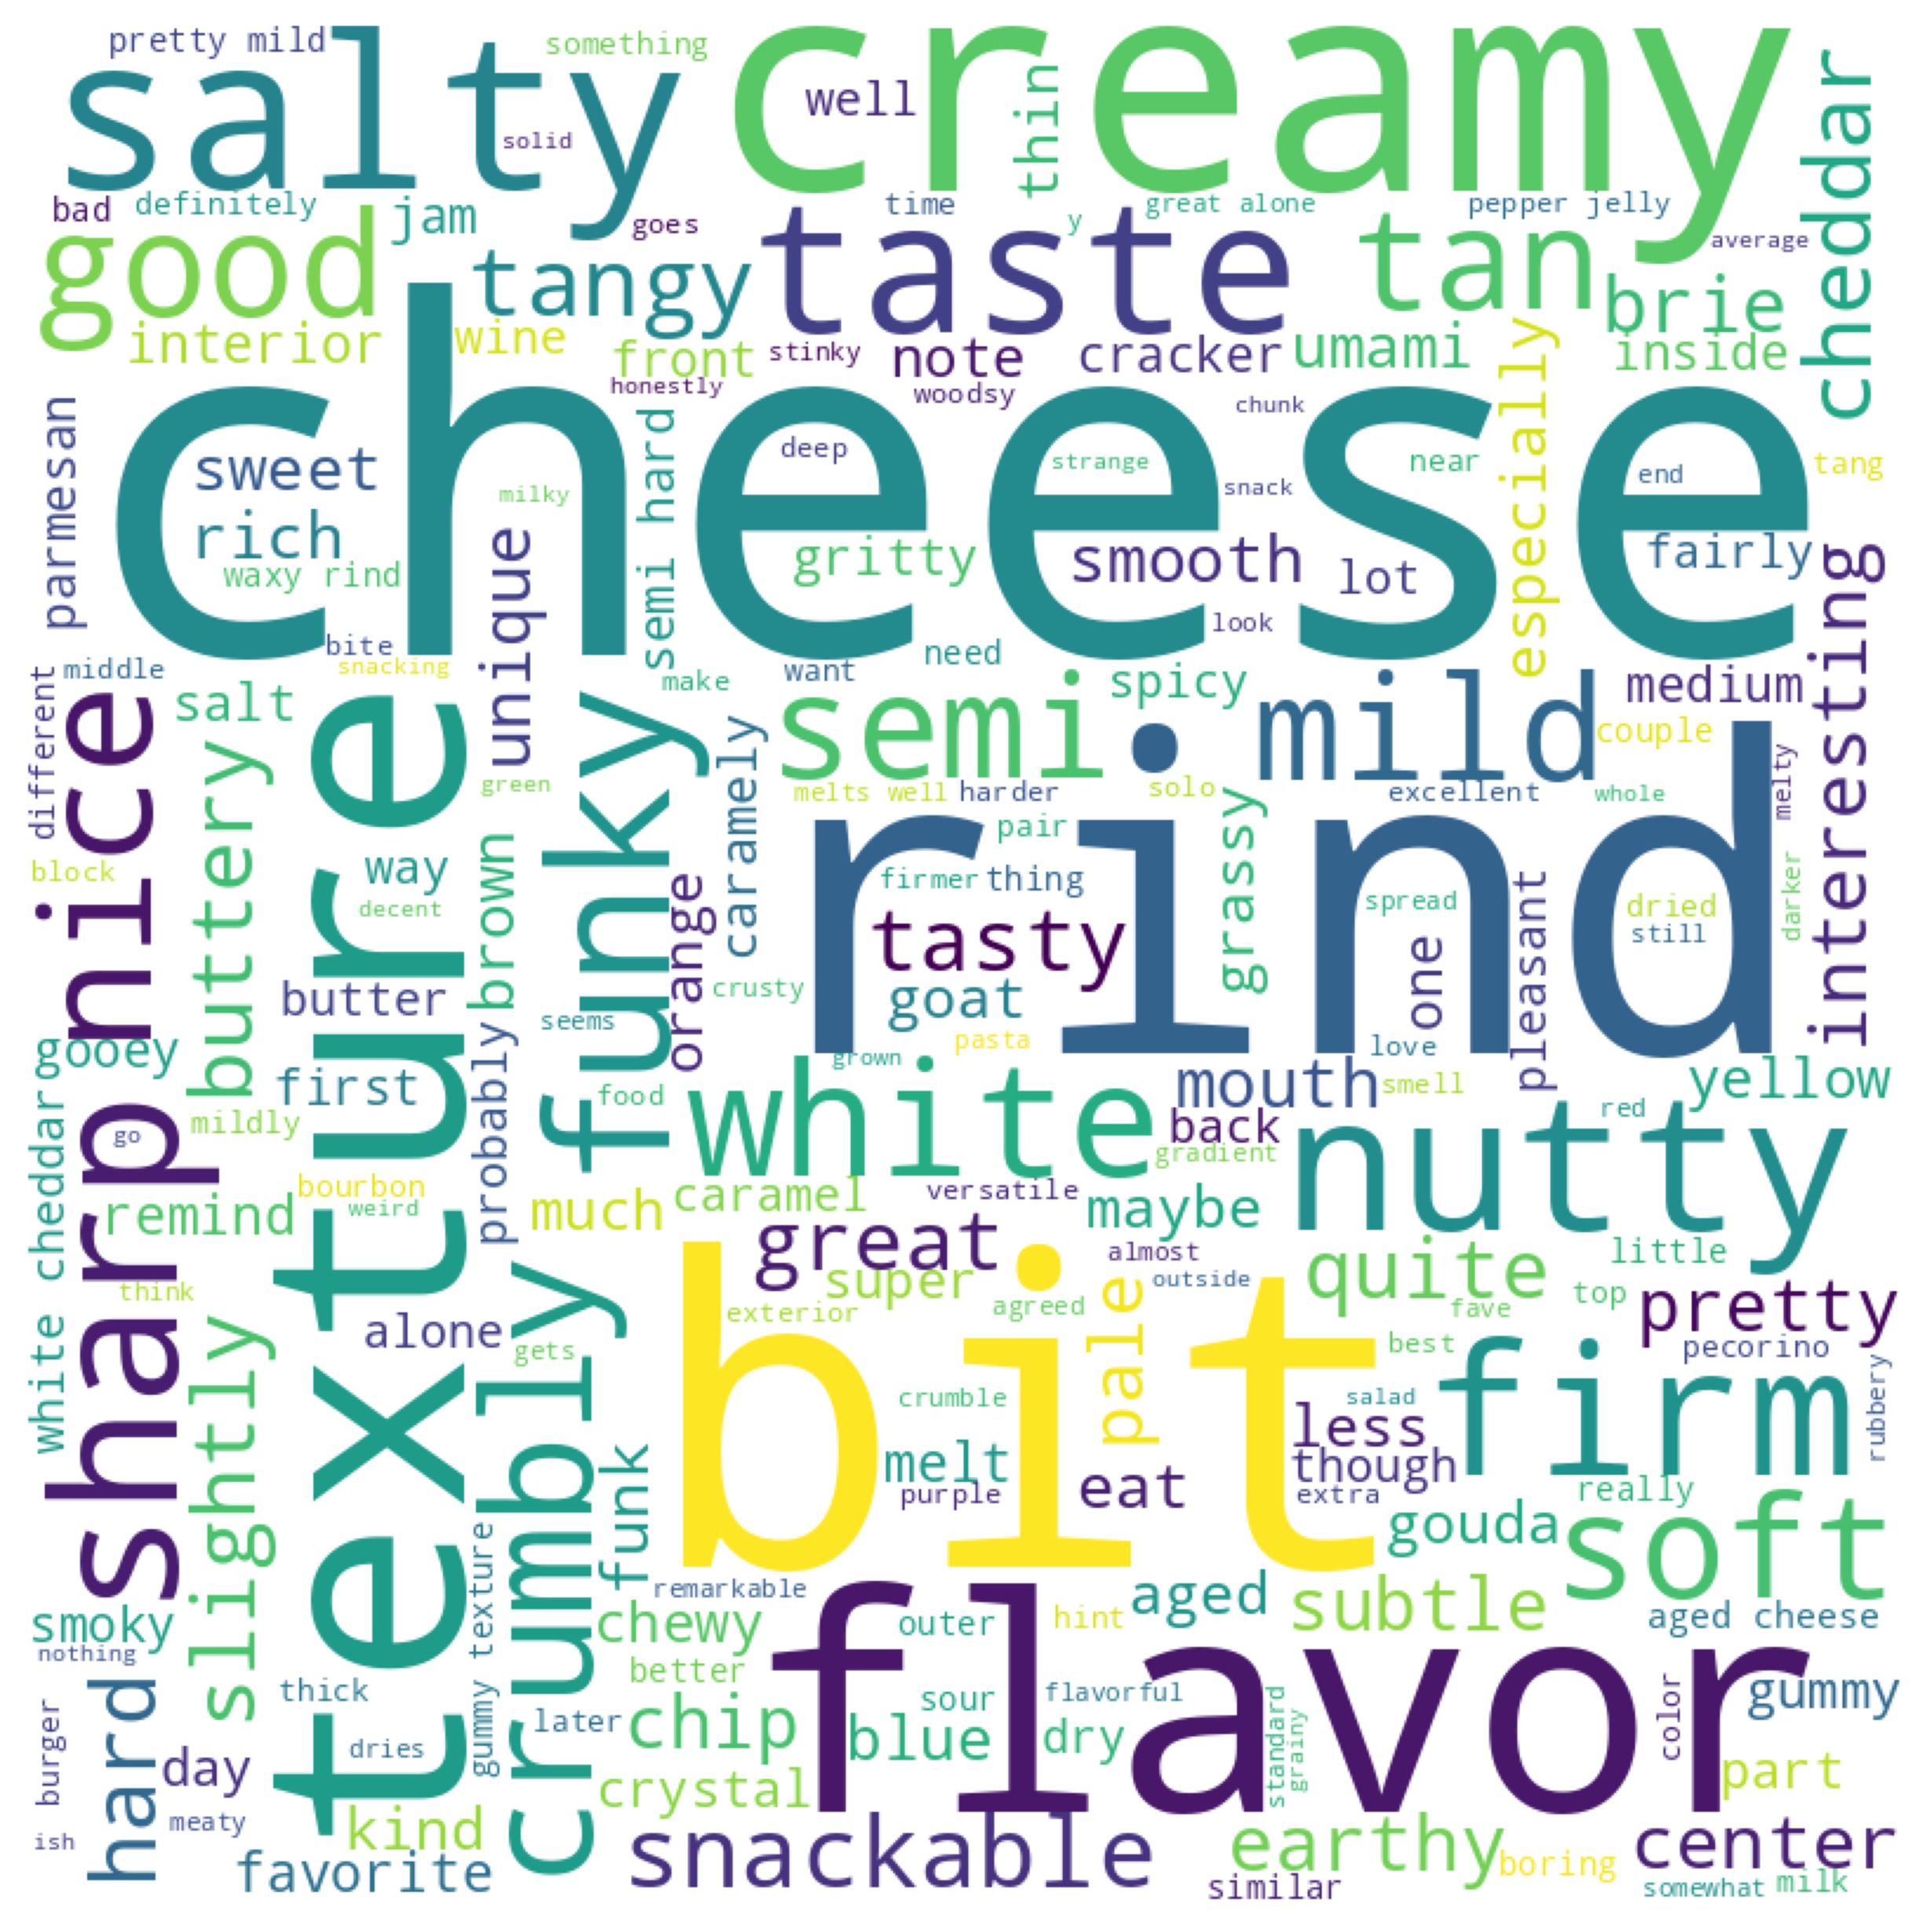 pretty mild
salty
something
creamy
well
thin
solid
cheddar
bad
definitely
jam
goes
time
y
great alone
pepper jelly
average
good
tangy
taste
tan
brie
interior
wine
front
stinky
note
cracker
umami
inside
honestly
woodsy
chunk
especially
cheese
parmesan
sweet
deep
strange
near
end
tang
milky
semi hard
snack
rich
unique
gritty
smooth
lot
fairly
waxy rind
look
interesting
bite
middle
snacking
make
want
need
different
nice
salt
semi
spicy
mild
medium
couple
buttery
texture
green
funky
caramely
melts well
harder
solo
excellent
whole
melty
block
way
brown
rind
pair
grassy
decent
orange
firmer
thing
spread
dried
still
darker
tasty
one
pleasant
butter
crusty
goat
seems
pasta
love
gooey
first
probably
grown
food
white
mouth
smell
yellow
white cheddar
mildly
go
back
red
sharp
gradient
nutty
bourbon
caramel
versatile
remind
weird
much
maybe
great
almost
quite
little
think
super
outside
exterior
agreed
fave
top
pretty
slightly
alone
crumbly
gets
bit
pale
best
pecorino
firm
rubbery
crumble
salad
less
funk
melt
though
purple
eat
extra
really
gouda
soft
gummy texture
remarkable
aged
subtle
smoky
chewy
flavor
outer
hint
aged cheese
nothing
better
hard
thick
later
chip
sour
flavorful
standard
grainy
color
gummy
burger
day
dries
blue
dry
part
crystal
ish
meaty
kind
snackable
earthy
center
favorite
boring
similar
somewhat
milk